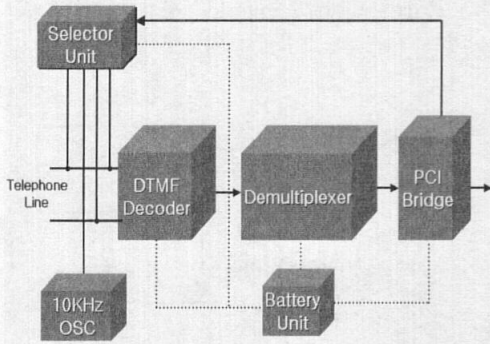 Selector
Unit
Telephone
Line
DTMF
Decoder
Demultiplexer
PCI
Bridge
10KHz
OSC
Battery
Unit